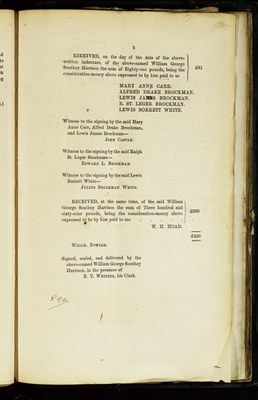 5
RECEIVED, on the day of the date of the above-
written indenture, of the above-named William George
Southey Harrison the sum of Eighty-one pounds, being the
consideration-money above expressed to be by him paid to us
£81
MARY ANNE CARR.
ALFRED DRAKE BROCKMAN.
LEWIS JAMES BROCKMAN.
R. ST. LEGER BROCKMAN.
LEWIS BORRETT WHITE.
Witness to the signing by the said Mary
Anne Carr, Alfred Drake Brockman,
and Lewis James Brockman—
JOHN
Witness to the signing by the said Ralph
St. Leger Brockman—
EDWARD L. BROCKMAN.
Witness to the signing by the said Lewis
Borrett White—
JULIUS BROCKMAN WHITE.
RECEIVED, at the same time, of the said William
George Southey Harrison the sum of Three hundred and
sixty-nine pounds, being the consideration-money above
expressed to be by him paid to me
£369
W. H. HOAD.
WILLM. FOWLER.
Signed, sealed, and delivered by the
above-named William George Southey
Harrison, in the presence of
his Clerk.